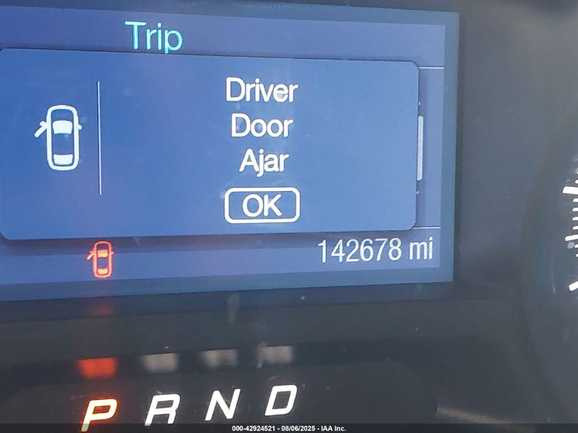 Trip
Driver
Door
Ajar
OK
142678 mi
P R N D
000-42924521 - 08/06/2025 - IAA Inc.